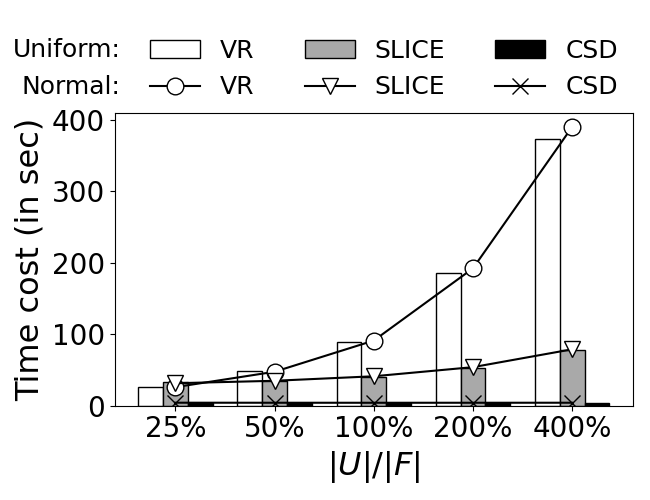 Uniform: VR SLICE CSD
Normal: VR SLICE CSD
Time cost (in sec)
400
300
200
100
0
25% 50% 100% 200% 400%
|U|/|F|